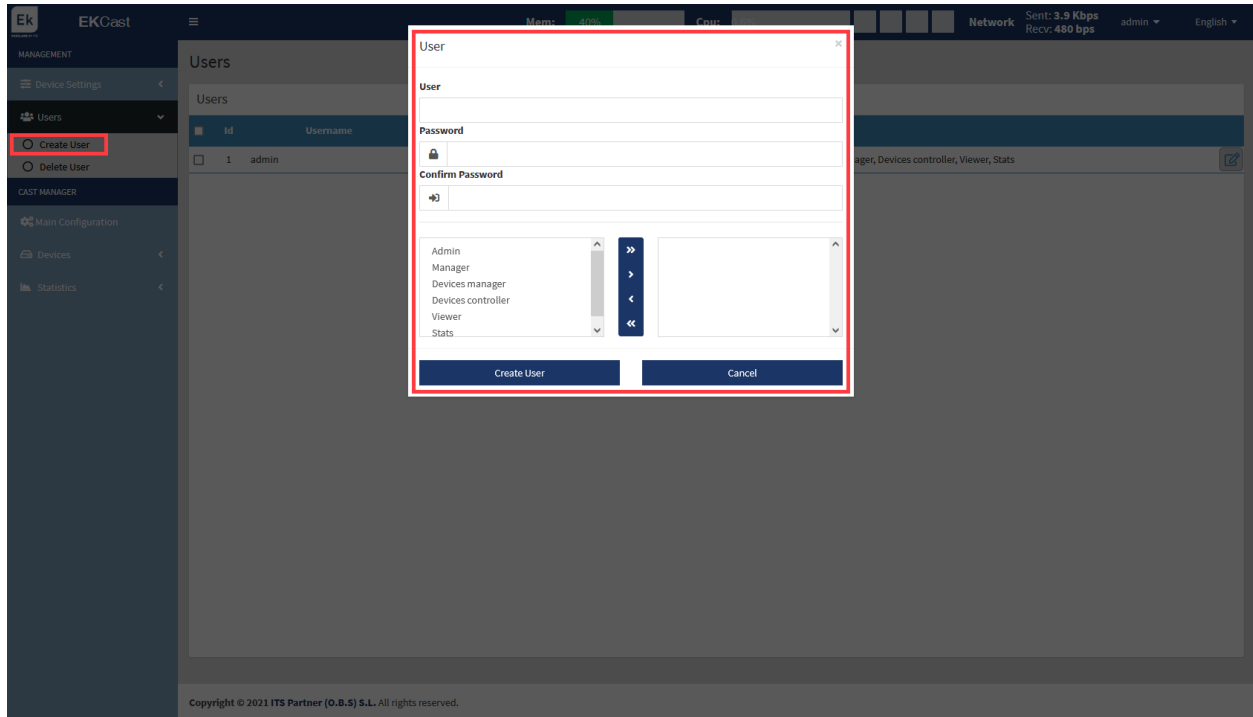 Ek
EKCast
Mem: 40%
Cpu:
Network
Sent: 3.9 Kbps
Recv: 480 bps
admin
English
MANAGEMENT
Device Settings
Users
Create User
Delete User
CAST MANAGER
Main Configuration
Devices
Statistics
Users
Users
Id Username
1 admin
ager, Devices controller, Viewer, Stats
User
×
User
Password
Confirm Password
Admin
Manager
Devices manager
Devices controller
Viewer
Stats
Create User
Cancel
Copyright © 2021 ITS Partner (O.B.S) S.L. All rights reserved.